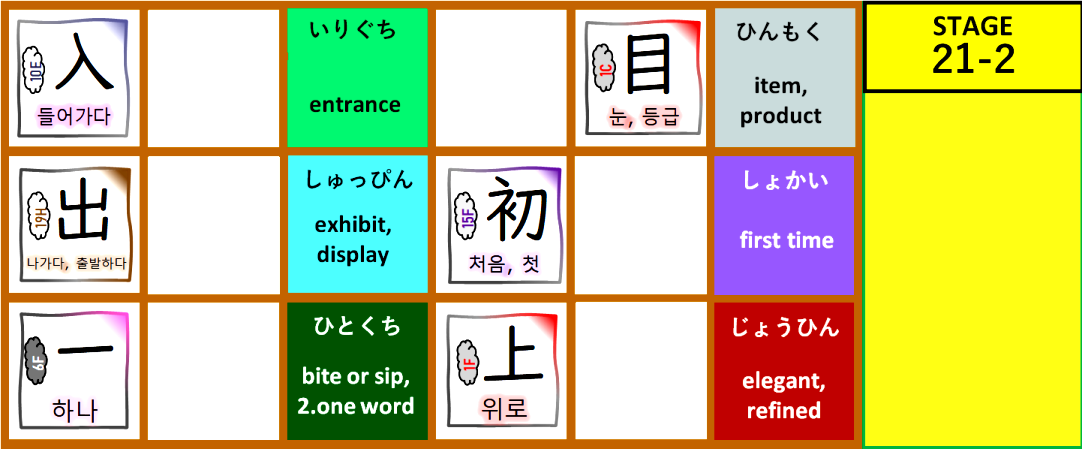 入
10E
들어가다
いりぐち
entrance
目
1C
눈, 등급
ひんもく
item,
product
STAGE
21-2
出
19H
나가다, 출발하다
しゅっぴん
exhibit,
display
初
15F
처음, 첫
しょかい
first time
一
6F
하나
ひとくち
bite or sip,
2.one word
上
1F
위로
じょうひん
elegant,
refined